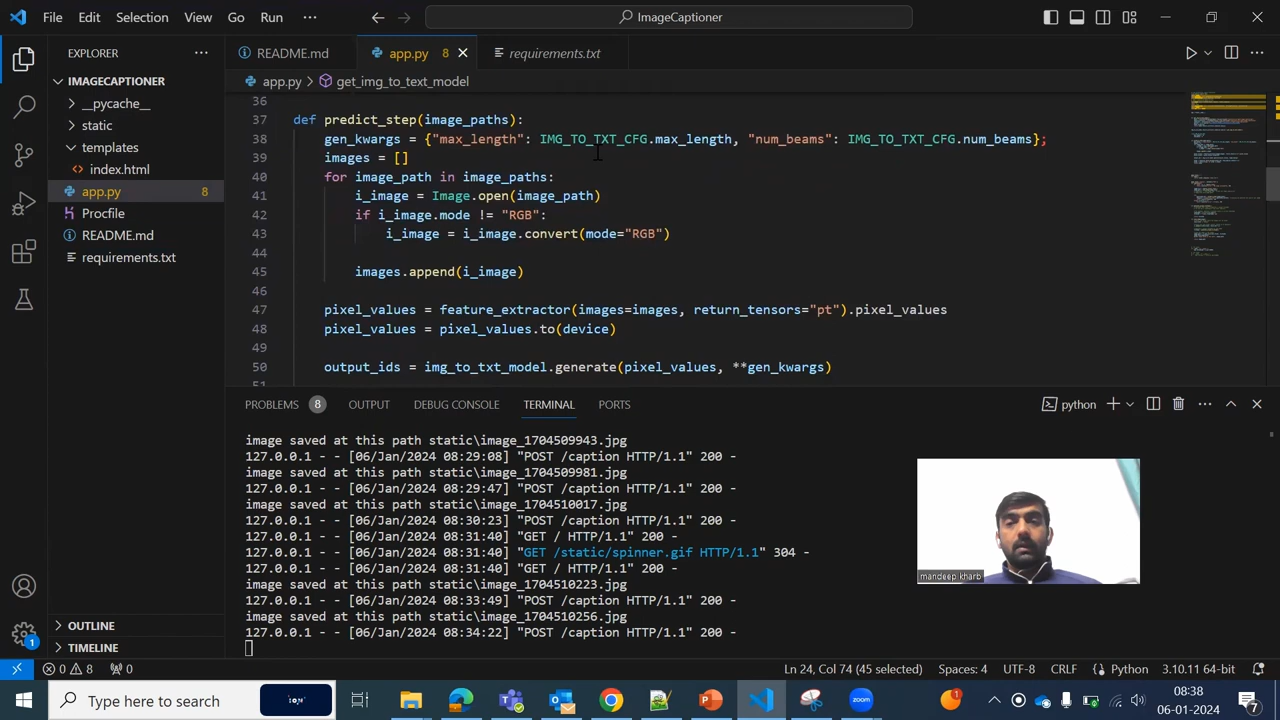 File Edit Selection View Go Run ··· ImageCaptioner
EXPLORER ···
IMAGECAPTIONER
__pycache__
static
templates
index.html
app.py 8
Procfile
README.md
requirements.txt
OUTLINE
TIMELINE
README.md app.py 8 requirements.txt
app.py > get_img_to_text_model
36
37 def predict_step(image_paths):
38 gen_kwargs = {"max_length": IMG_TO_TXT_CFG.max_length, "num_beams": IMG_TO_TXT_CFG.num_beams};
39 images = []
40 for image_path in image_paths:
41 i_image = Image.open(image_path)
42 if i_image.mode != "RGB":
43 i_image = i_image.convert(mode="RGB")
44
45 images.append(i_image)
46
47 pixel_values = feature_extractor(images=images, return_tensors="pt").pixel_values
48 pixel_values = pixel_values.to(device)
49
50 output_ids = img_to_txt_model.generate(pixel_values, **gen_kwargs)
51
PROBLEMS 8 OUTPUT DEBUG CONSOLE TERMINAL PORTS python
image saved at this path static\image_1704509943.jpg
127.0.0.1 - - [06/Jan/2024 08:29:08] "POST /caption HTTP/1.1" 200 -
image saved at this path static\image_1704509981.jpg
127.0.0.1 - - [06/Jan/2024 08:29:47] "POST /caption HTTP/1.1" 200 -
image saved at this path static\image_1704510017.jpg
127.0.0.1 - - [06/Jan/2024 08:30:23] "POST /caption HTTP/1.1" 200 -
127.0.0.1 - - [06/Jan/2024 08:31:40] "GET / HTTP/1.1" 200 -
127.0.0.1 - - [06/Jan/2024 08:31:40] "GET /static/spinner.gif HTTP/1.1" 304 -
127.0.0.1 - - [06/Jan/2024 08:31:40] "GET / HTTP/1.1" 200 -
image saved at this path static\image_1704510223.jpg
127.0.0.1 - - [06/Jan/2024 08:33:49] "POST /caption HTTP/1.1" 200 -
image saved at this path static\image_1704510256.jpg
127.0.0.1 - - [06/Jan/2024 08:34:22] "POST /caption HTTP/1.1" 200 -
mandeep kharb
1
0 8 0 Ln 24, Col 74 (45 selected) Spaces: 4 UTF-8 CRLF Python 3.10.11 64-bit
Type here to search zoom 1 08:38
06-01-2024 7